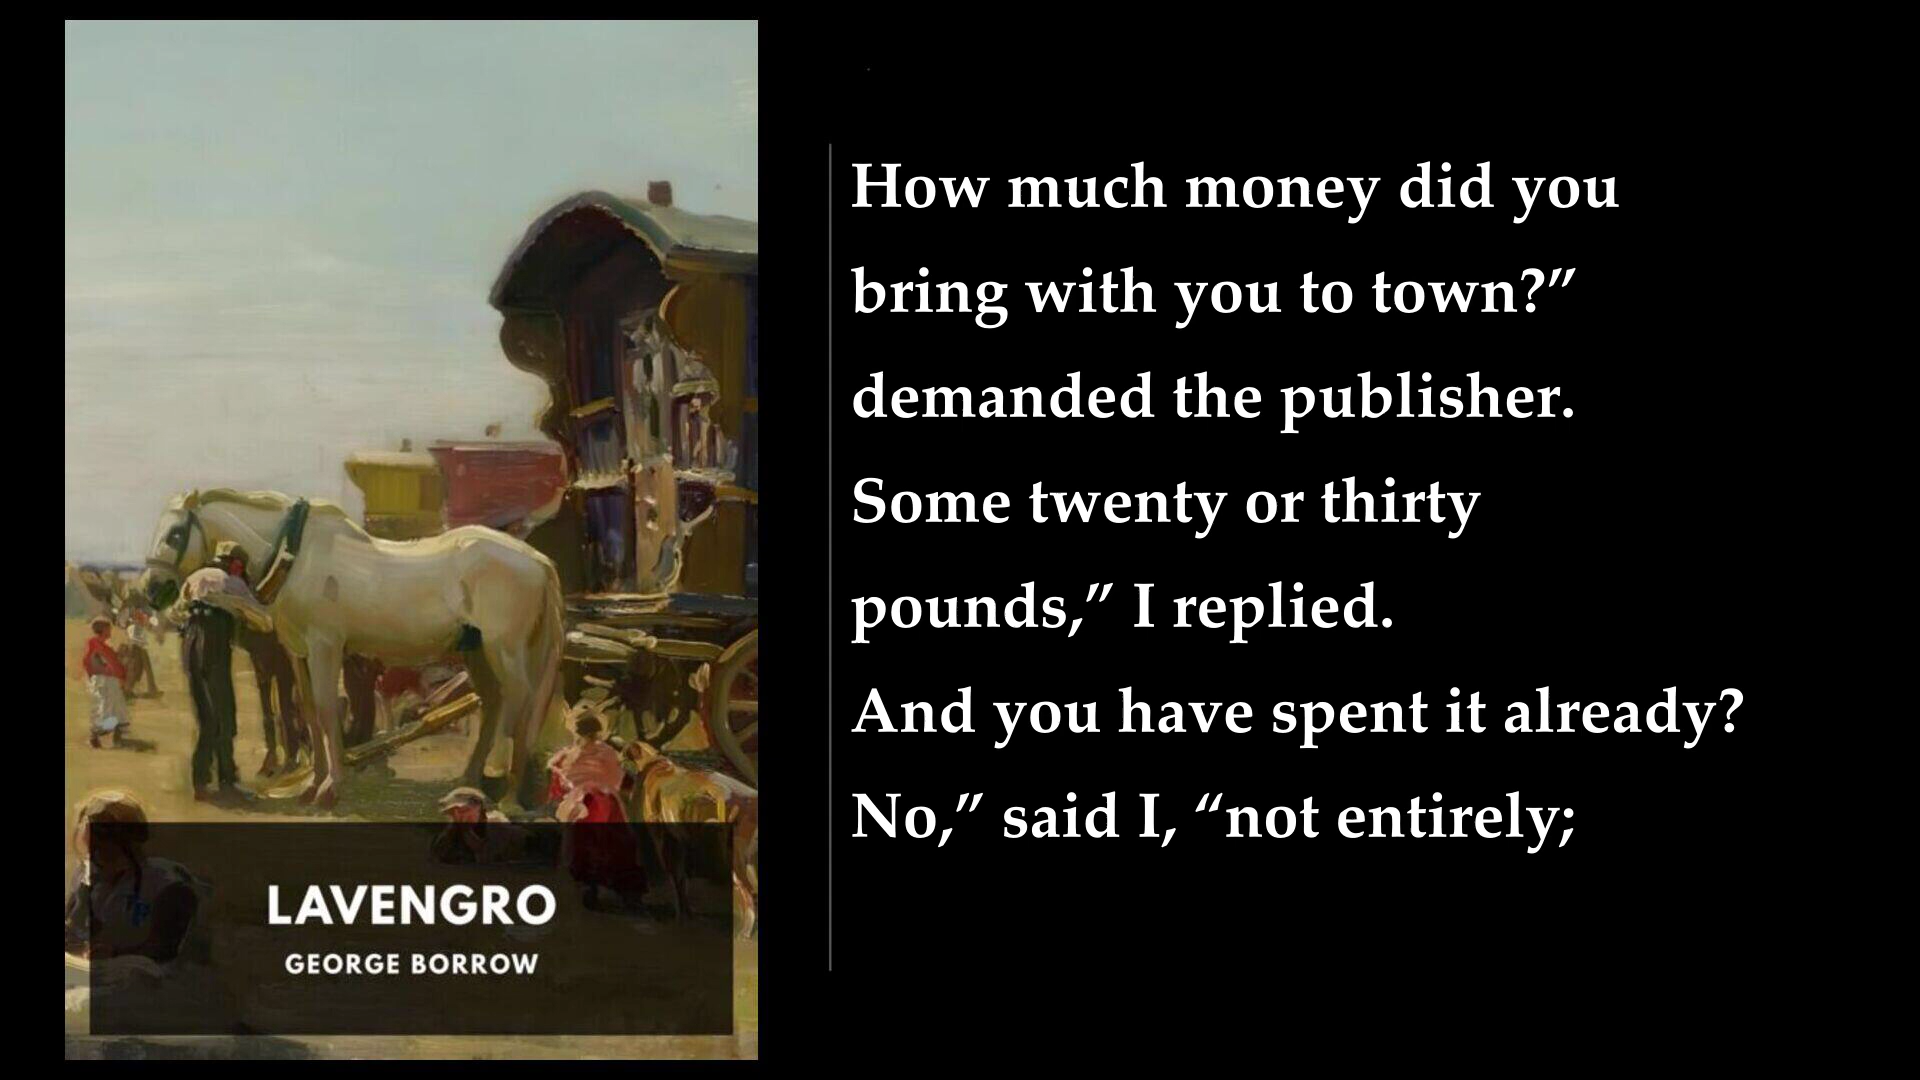 How much money did you
bring with you to town?”
demanded the publisher.
Some twenty or thirty
pounds,” I replied.
And you have spent it already?
No,” said I, “not entirely;
LAVENGRO
GEORGE BORROW